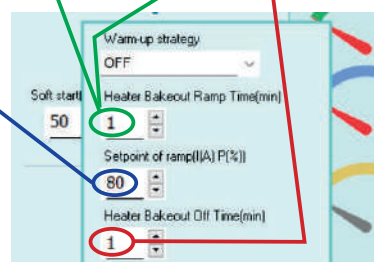 Warm-up strategy
OFF
Soft start
50
Heater Bakeout Ramp Time(min)
1
Setpoint of ramp(I(A) P(%))
80
Heater Bakeout Off Time(min)
1